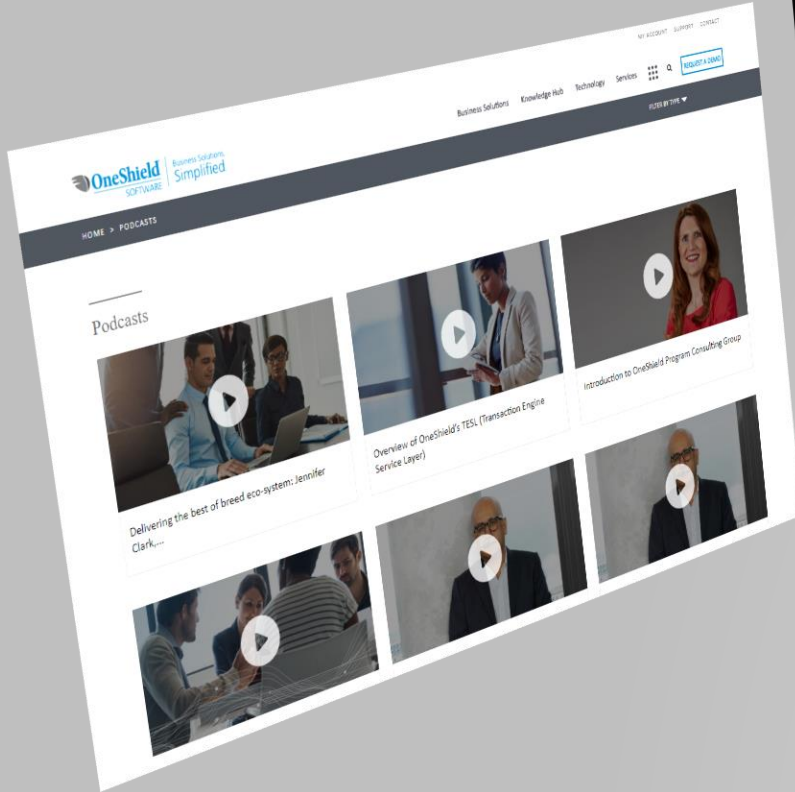 MY ACCOUNT SUPPORT CONTACT
Business Solutions Knowledge Hub Technology Services REQUEST A DEMO
OneShield
SOFTWARE
Business Solutions,
Simplified
FILTER BY TYPE
HOME > PODCASTS
Podcasts
Delivering the best of breed eco-system: Jennifer
Clark,...
Overview of OneShield's TESL (Transaction Engine
Service Layer)
Introduction to OneShield Program Consulting Group